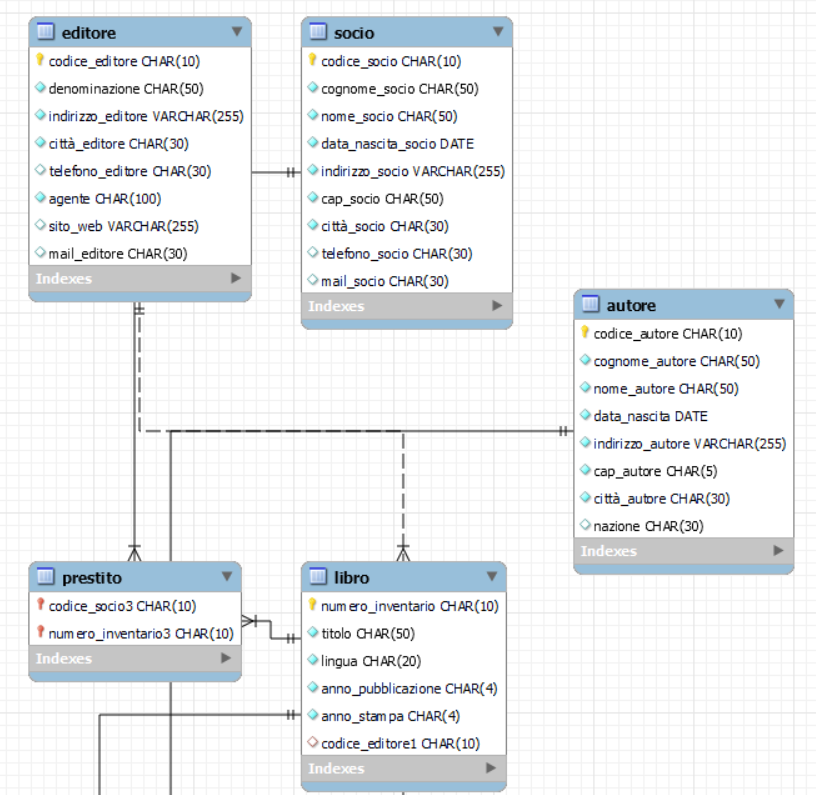 editore
codice_editore CHAR(10)
denominazione CHAR(50)
indirizzo_editore VARCHAR(255)
città_editore CHAR(30)
telefono_editore CHAR(30)
agente CHAR(100)
sito_web VARCHAR(255)
mail_editore CHAR(30)
Indexes
socio
codice_socio CHAR(10)
cognome_socio CHAR(50)
nome_socio CHAR(50)
data_nascita_socio DATE
indirizzo_socio VARCHAR(255)
cap_socio CHAR(50)
città_socio CHAR(30)
telefono_socio CHAR(30)
mail_socio CHAR(30)
Indexes
autore
codice_autore CHAR(10)
cognome_autore CHAR(50)
nome_autore CHAR(50)
data_nascita DATE
indirizzo_autore VARCHAR(255)
cap_autore CHAR(5)
città_autore CHAR(30)
nazione CHAR(30)
Indexes
prestito
codice_socio3 CHAR(10)
numero_inventario3 CHAR(10)
Indexes
libro
numero_inventario CHAR(10)
titolo CHAR(50)
lingua CHAR(20)
anno_pubblicazione CHAR(4)
anno_stampa CHAR(4)
codice_editore1 CHAR(10)
Indexes